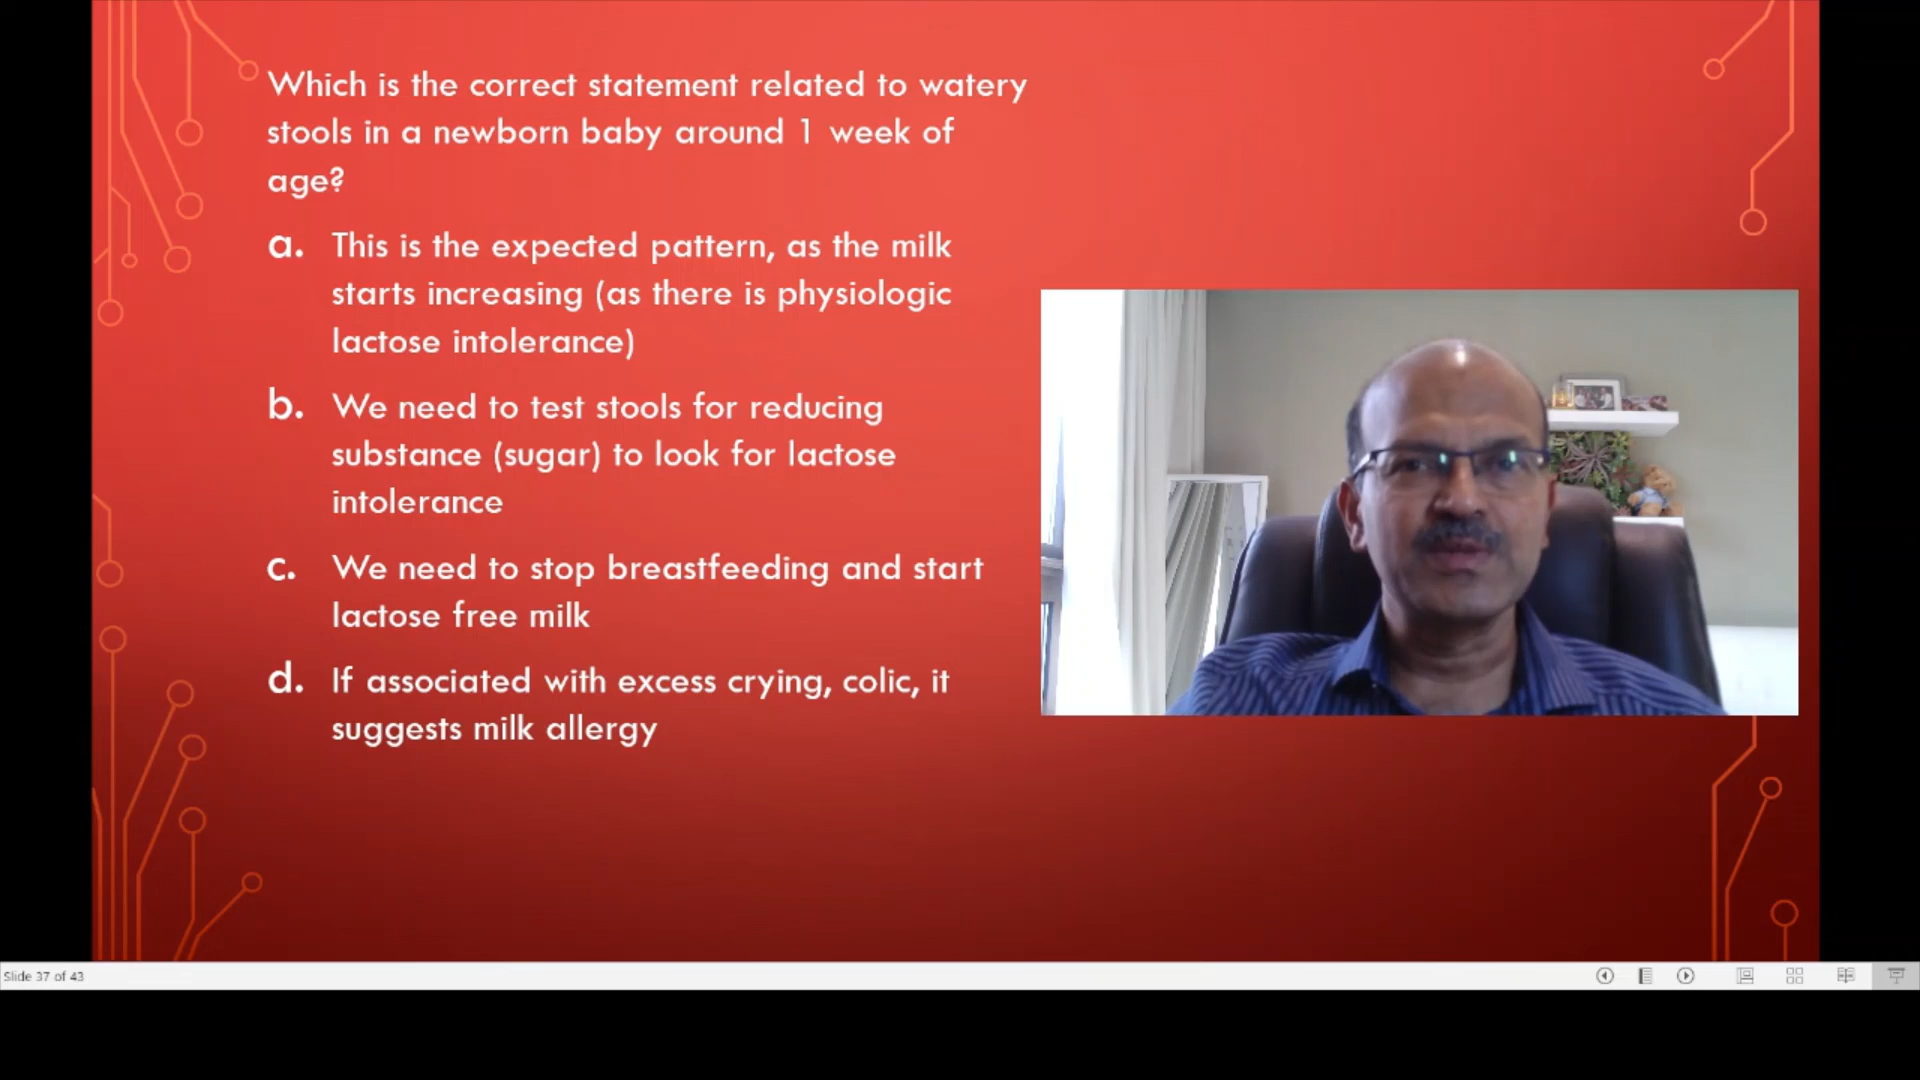 Which is the correct statement related to watery
stools in a newborn baby around 1 week of
age?
a. This is the expected pattern, as the milk
starts increasing (as there is physiologic
lactose intolerance)
b. We need to test stools for reducing
substance (sugar) to look for lactose
intolerance
c. We need to stop breastfeeding and start
lactose free milk
d. If associated with excess crying, colic, it
suggests milk allergy
Slide 37 of 43